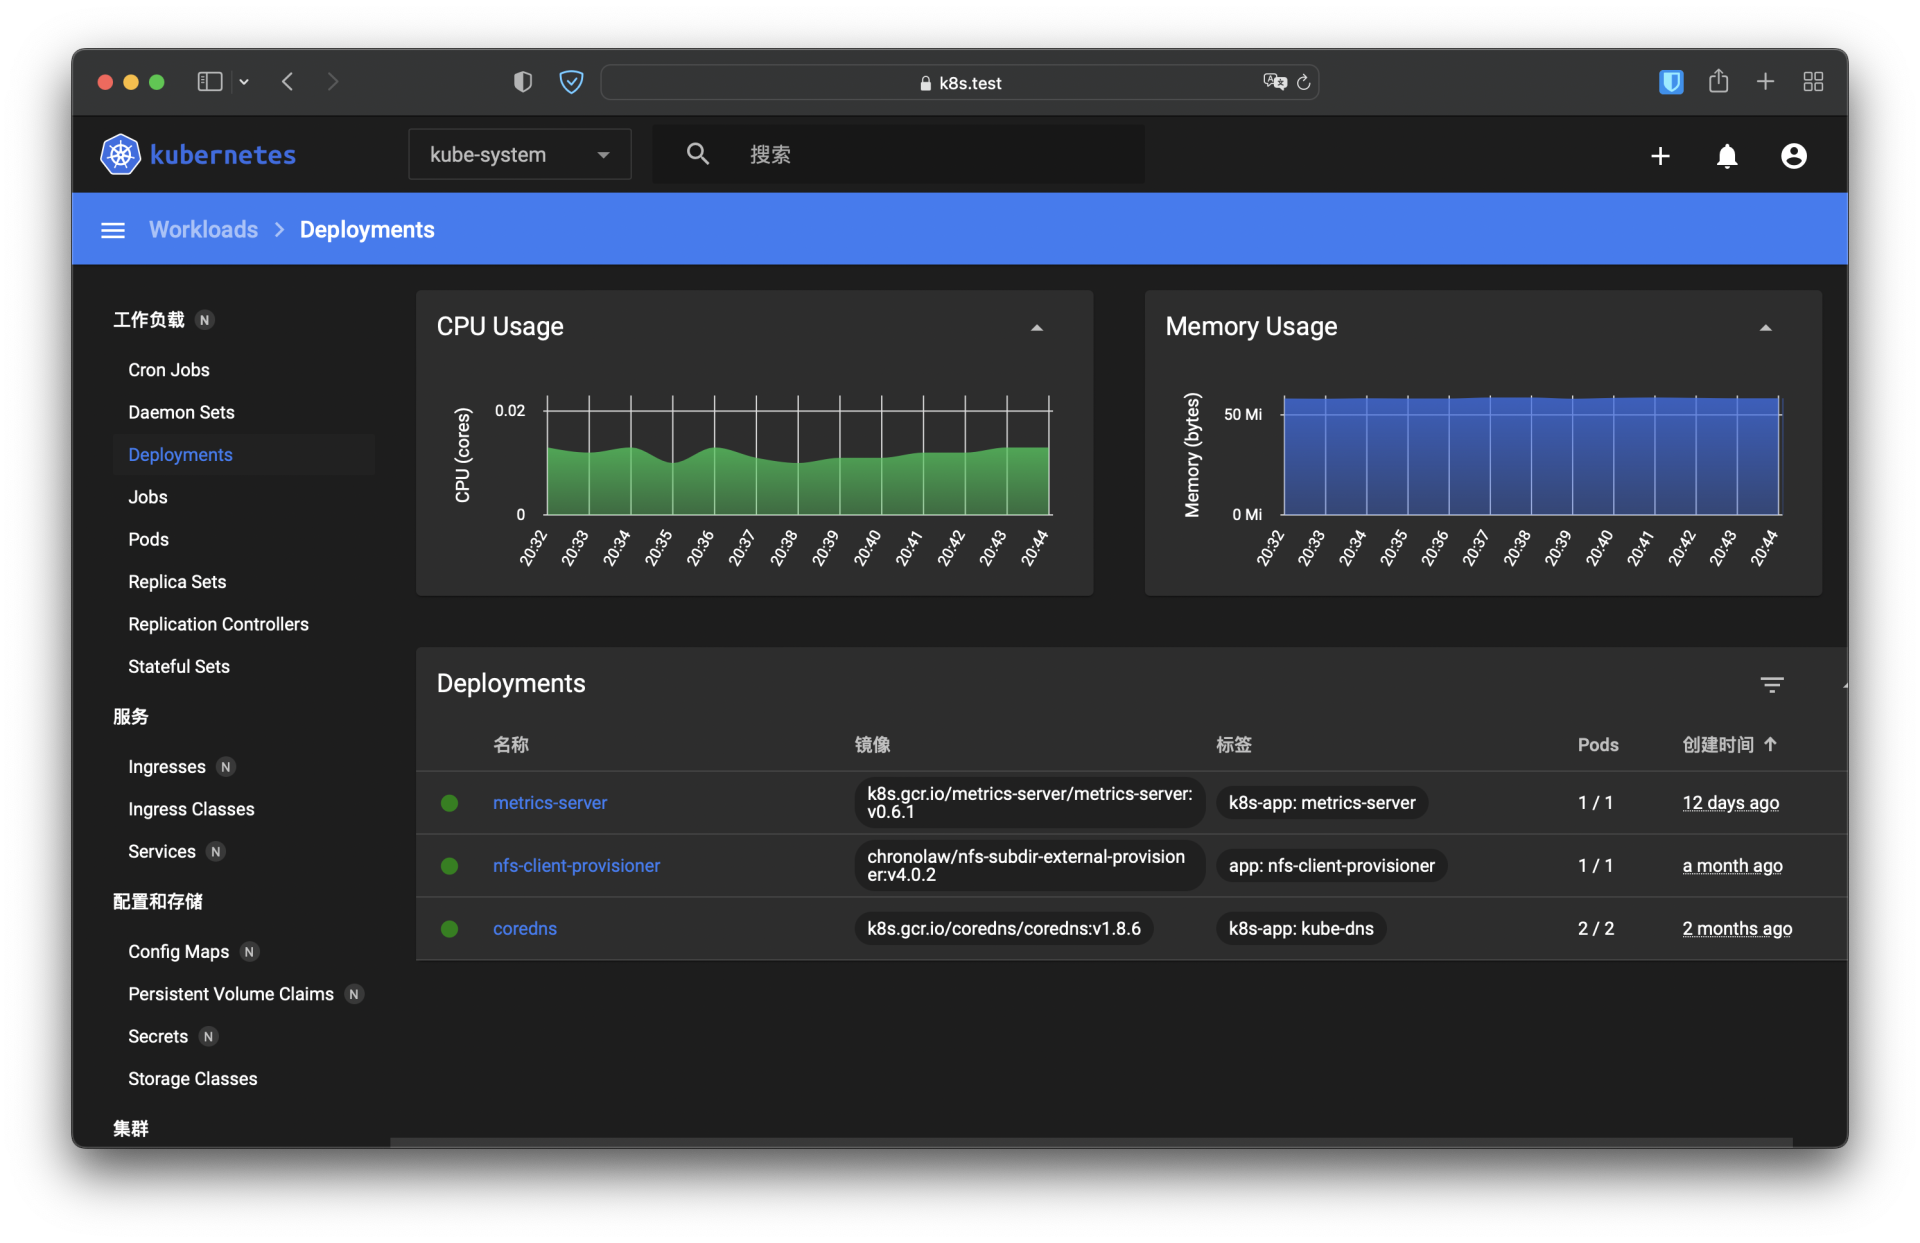 k8s.test
kubernetes
kube-system
搜索
Workloads
Deployments
工作负载 N
Cron Jobs
Daemon Sets
Deployments
Jobs
Pods
Replica Sets
Replication Controllers
Stateful Sets
服务
Ingresses N
Ingress Classes
Services N
配置和存储
Config Maps N
Persistent Volume Claims N
Secrets N
Storage Classes
集群
CPU Usage
CPU (cores)
0.02
0
20:32 20:33 20:34 20:35 20:36 20:37 20:38 20:39 20:40 20:41 20:42 20:43 20:44
Memory Usage
Memory (bytes)
50 Mi
0 Mi
20:32 20:33 20:34 20:35 20:36 20:37 20:38 20:39 20:40 20:41 20:42 20:43 20:44
Deployments
名称 镜像 标签 Pods 创建时间
metrics-server k8s.gcr.io/metrics-server/metrics-server: k8s-app: metrics-server 1 / 1 12 days ago
v0.6.1
nfs-client-provisioner chronolaw/nfs-subdir-external-provision app: nfs-client-provisioner 1 / 1 a month ago
er:v4.0.2
coredns k8s.gcr.io/coredns/coredns:v1.8.6 k8s-app: kube-dns 2 / 2 2 months ago